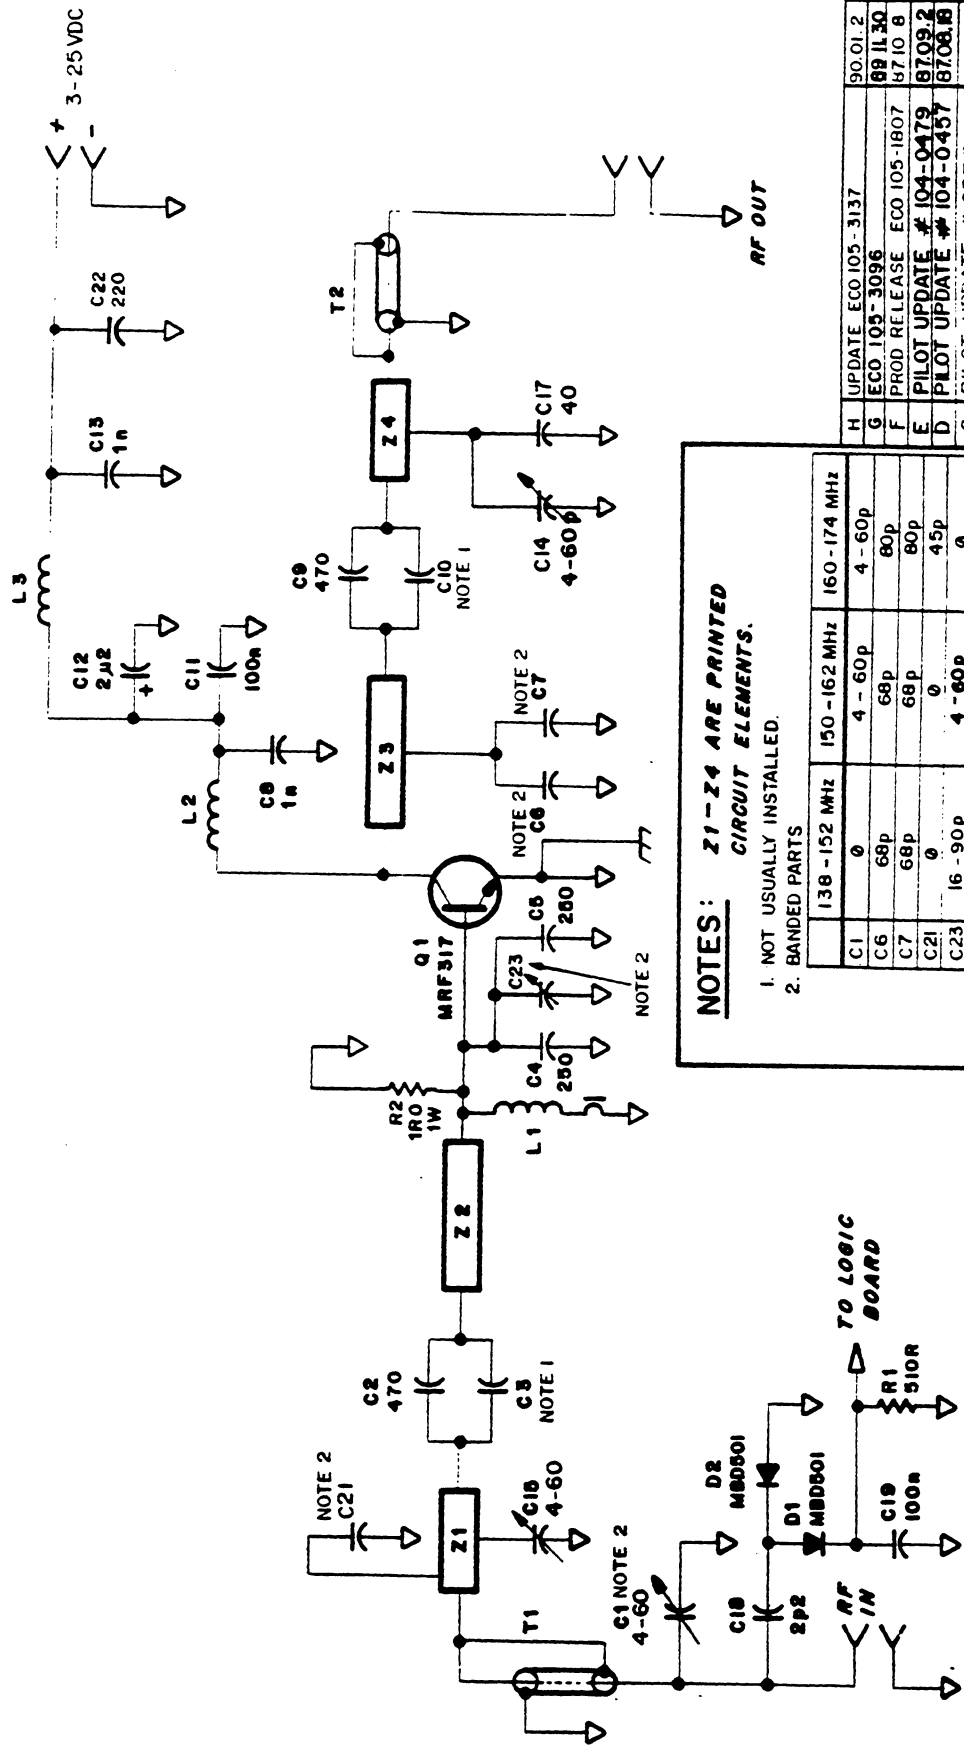 3-25VDC
+
-
L3
C22
220
C13
1n
C12
2µ2
+
C11
100n
L2
C8
1n
T2
RF OUT
Z4
C17
40
C14
4-60p
C9
470
C10
NOTE 1
Z3
NOTE 2
C7
NOTE 2
C6
Q1
MRF317
C5
250
C23
NOTE 2
C4
250
R2
1R0
1W
L1
Z2
C2
470
C3
NOTE 1
NOTE 2
C21
Z1
C15
4-60
T1
C1 NOTE 2
4-60
C18
2p2
D2
MBD501
D1
MBD501
TO LOGIC
BOARD
R1
510R
C19
100n
RF
IN
NOTES: Z1-Z4 ARE PRINTED
CIRCUIT ELEMENTS.
1. NOT USUALLY INSTALLED.
2. BANDED PARTS
138-152 MHz 150-162 MHz 160-174 MHz
C1 0 4-60p 4-60p
C6 68p 68p 80p
C7 68p 68p 80p
C21 0 0 45p
C23 16-90p 4-60p 0
H UPDATE ECO 105-3137 90.01.2
G ECO 105-3096 89 11.30
F PROD RELEASE ECO 105-1807 87 10 8
E PILOT UPDATE # 104-0479 87.09.2
D PILOT UPDATE # 104-0457 87.08.18